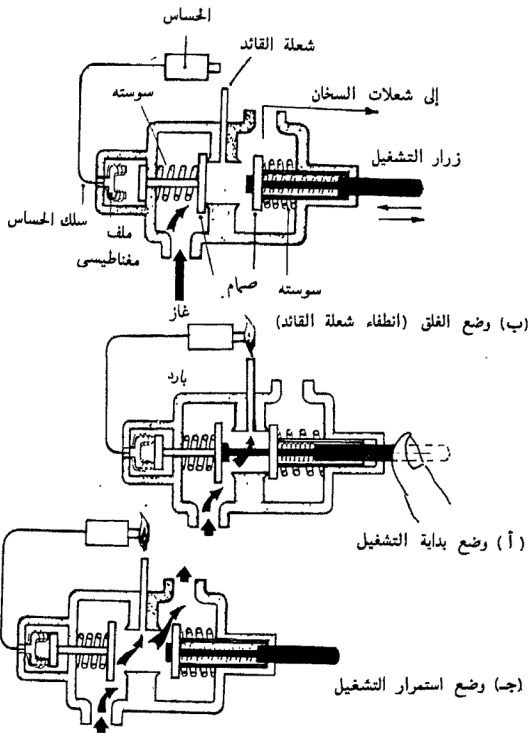 الحساس
شعلة القائد
سوسته
إلى شعلات السخان
زرار التشغيل
سلك الحساس
ملف
مغناطيسى
صمام
سوسته
غاز
(ب) وضع الغلق (انطفاء شعلة القائد)
بارد
(أ) وضع بداية التشغيل
(جـ) وضع استمرار التشغيل